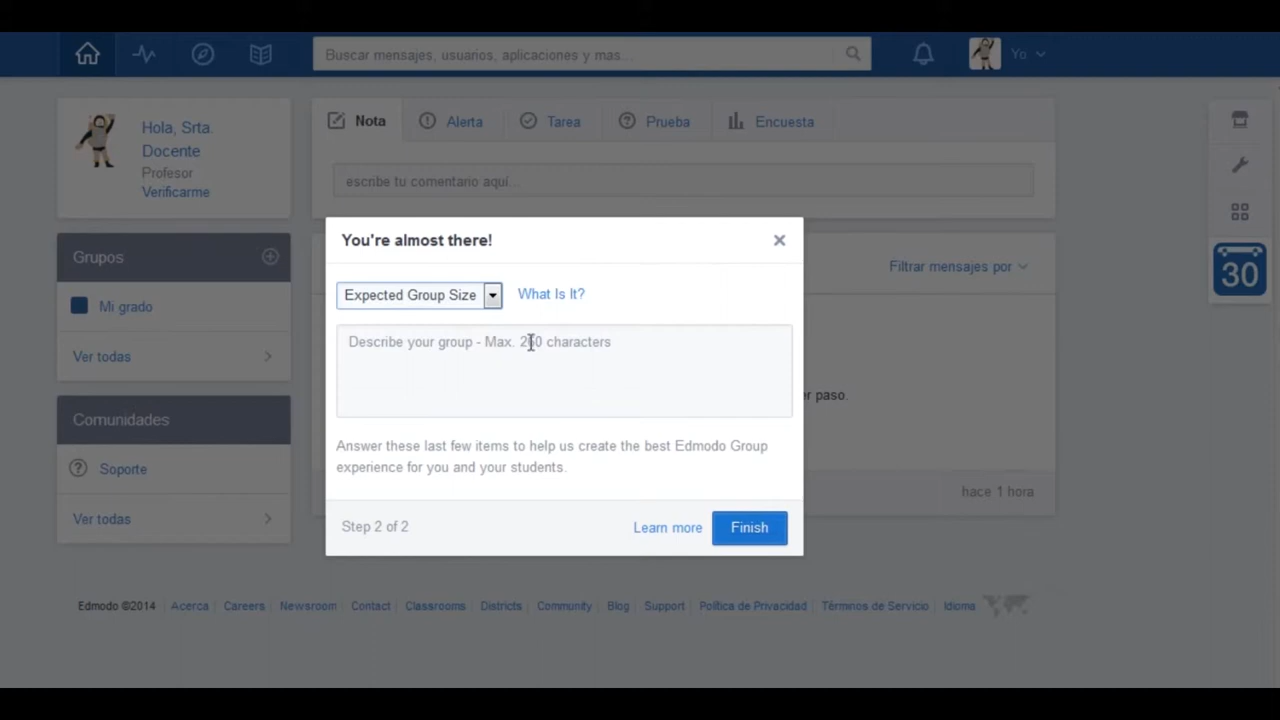 Buscar mensajes, usuarios, aplicaciones y mas...
Yo
Hola, Srta.
Docente
Profesor
Verificarme
Nota
Alerta
Tarea
Prueba
Encuesta
escribe tu comentario aquí...
Grupos
Mi grado
Ver todas
Comunidades
Soporte
Ver todas
Filtrar mensajes por
30
You're almost there!
Expected Group Size
What Is It?
Describe your group - Max. characters
Answer these last few items to help us create the best Edmodo Group
experience for you and your students.
Step 2 of 2
Learn more
Finish
paso.
hace 1 hora
Edmodo ©2014 Acerca Careers Newsroom Contact Classrooms Districts Community Blog Support Política de Privacidad Términos de Servicio Idioma